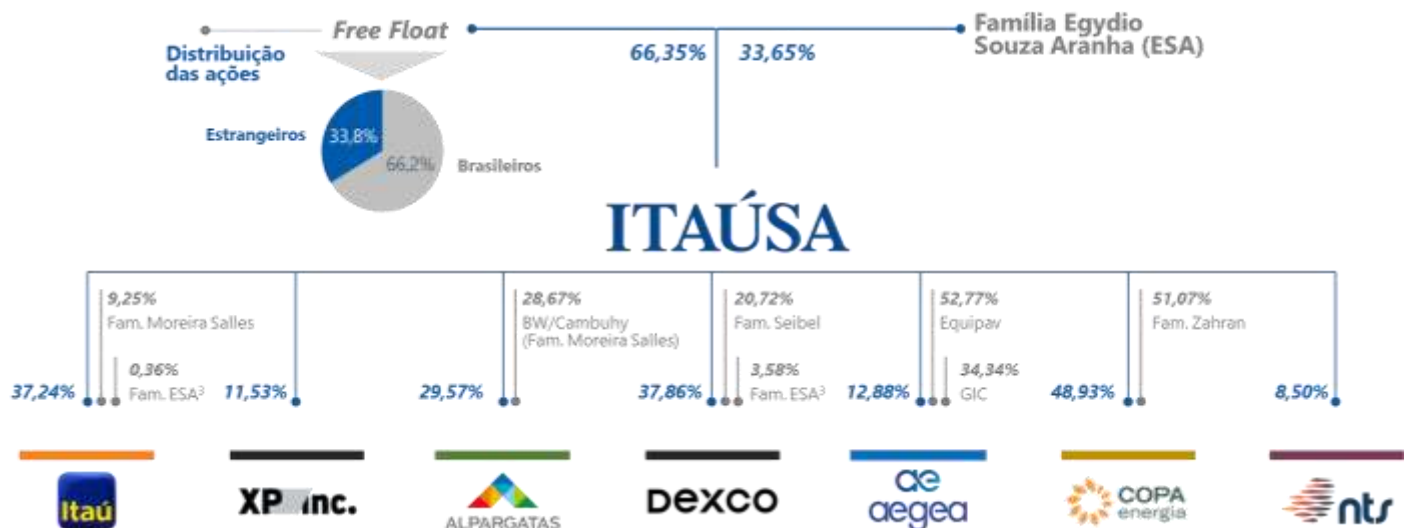 Free Float
Distribuição
das ações
66,35%
33,65%
Família Egydio
Souza Aranha (ESA)
Estrangeiros
33,8%
66,2%
Brasileiros
ITAÚSA
9,25%
Fam. Moreira Salles
0,36%
Fam. ESA³
37,24%
11,53%
28,67%
BW/Cambuhy
(Fam. Moreira Salles)
29,57%
20,72%
Fam. Seibel
3,58%
Fam. ESA³
37,86%
52,77%
Equipav
34,34%
GIC
12,88%
51,07%
Fam. Zahran
48,93%
8,50%
Itaú
XP inc.
ALPARGATAS
Dexco
ae
aegea
COPA
energia
nts